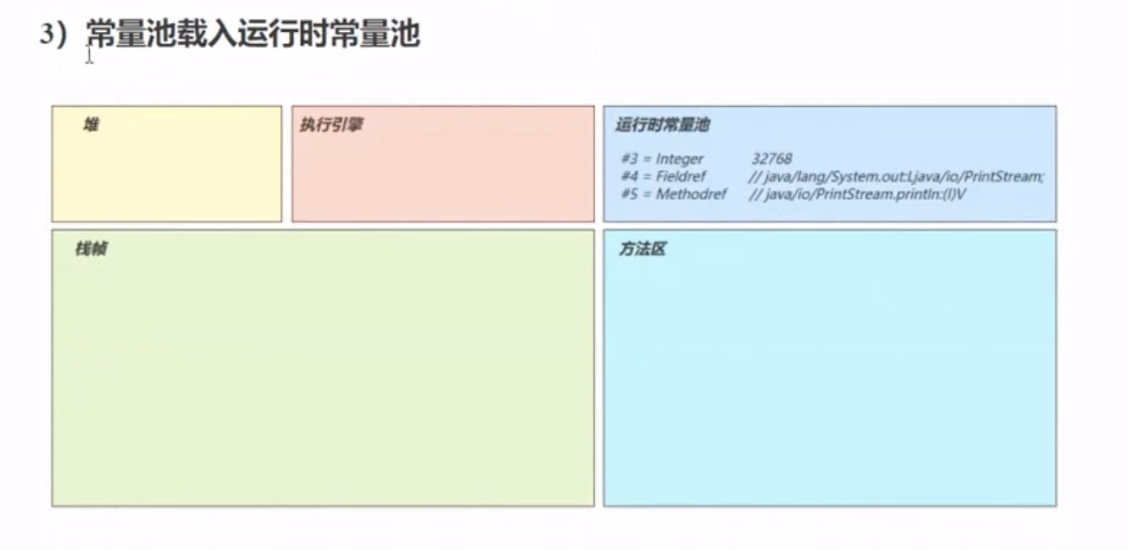 3）常量池载入运行时常量池
堆
执行引擎
运行时常量池
#3 = Integer 32768
#4 = Fieldref // java/lang/System.out:Ljava/io/PrintStream;
#5 = Methodref // java/io/PrintStream.println:(I)V
栈帧
方法区